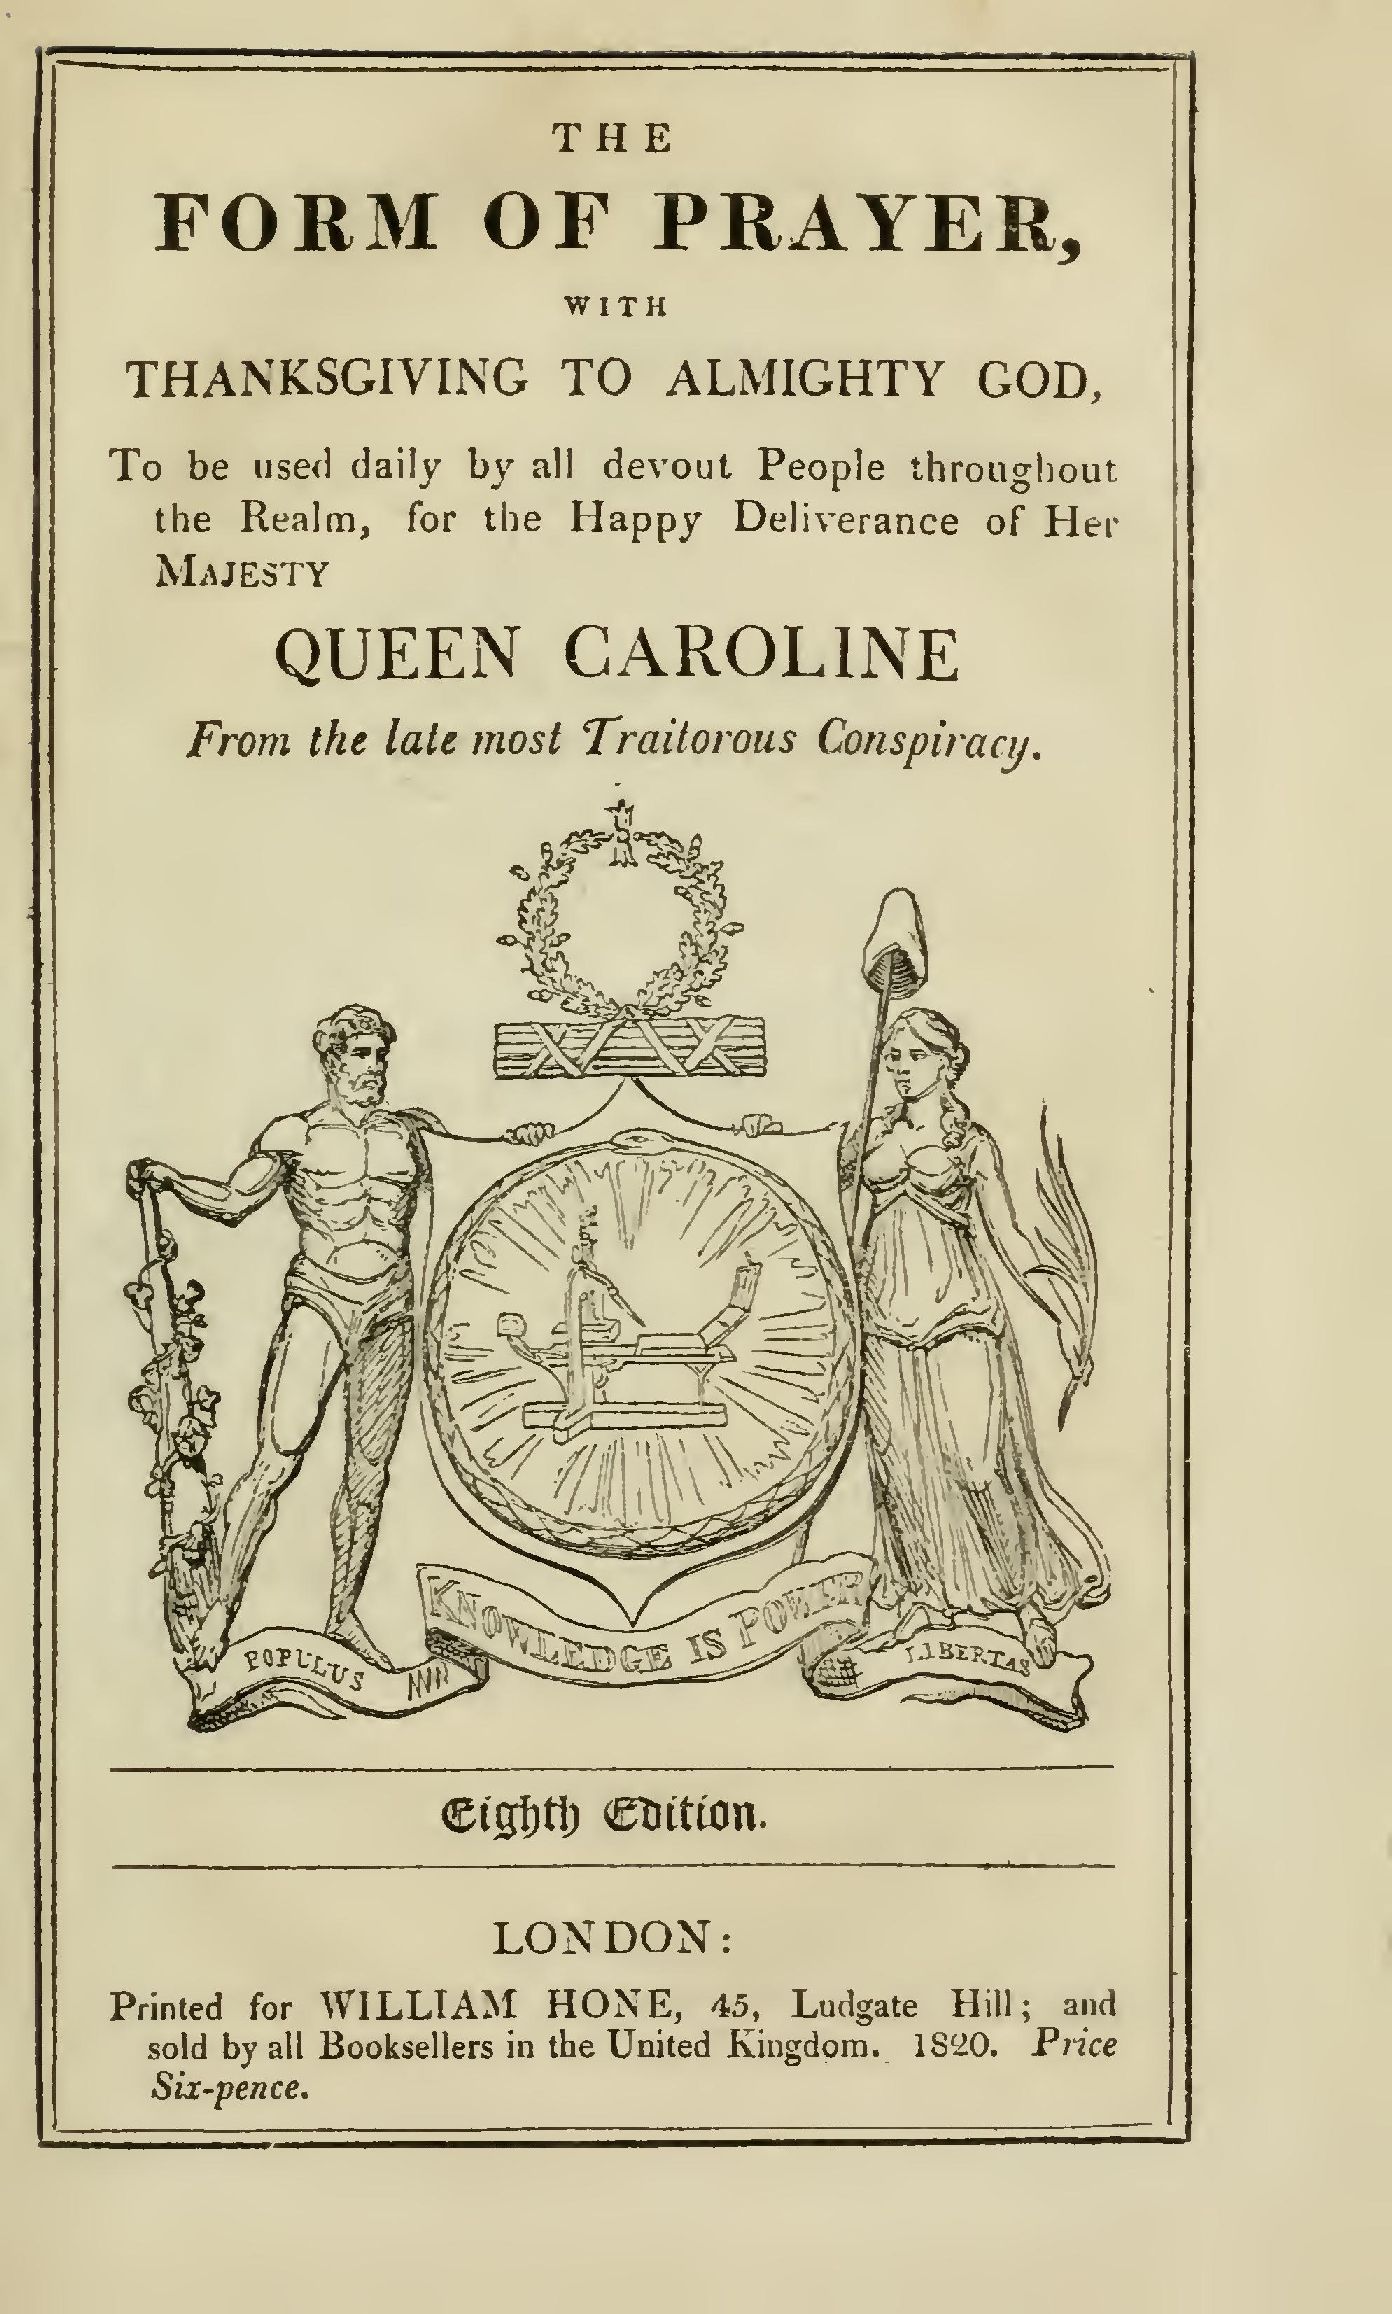 THE
FORM OF PRAYER,
WITH
THANKSGIVING TO ALMIGHTY GOD,
To be used daily by all devout People throughout
the Realm, for the Happy Deliverance of Her
MAJESTY
QUEEN CAROLINE
From the late most Traitorous Conspiracy.
KNOWLEDGE IS POWER
POPULUS
LIBERTAS
Eighth Edition.
LONDON:
Printed for WILLIAM HONE, 45, Ludgate Hill; and
sold by all Booksellers in the United Kingdom. 1820. Price
Six-pence.